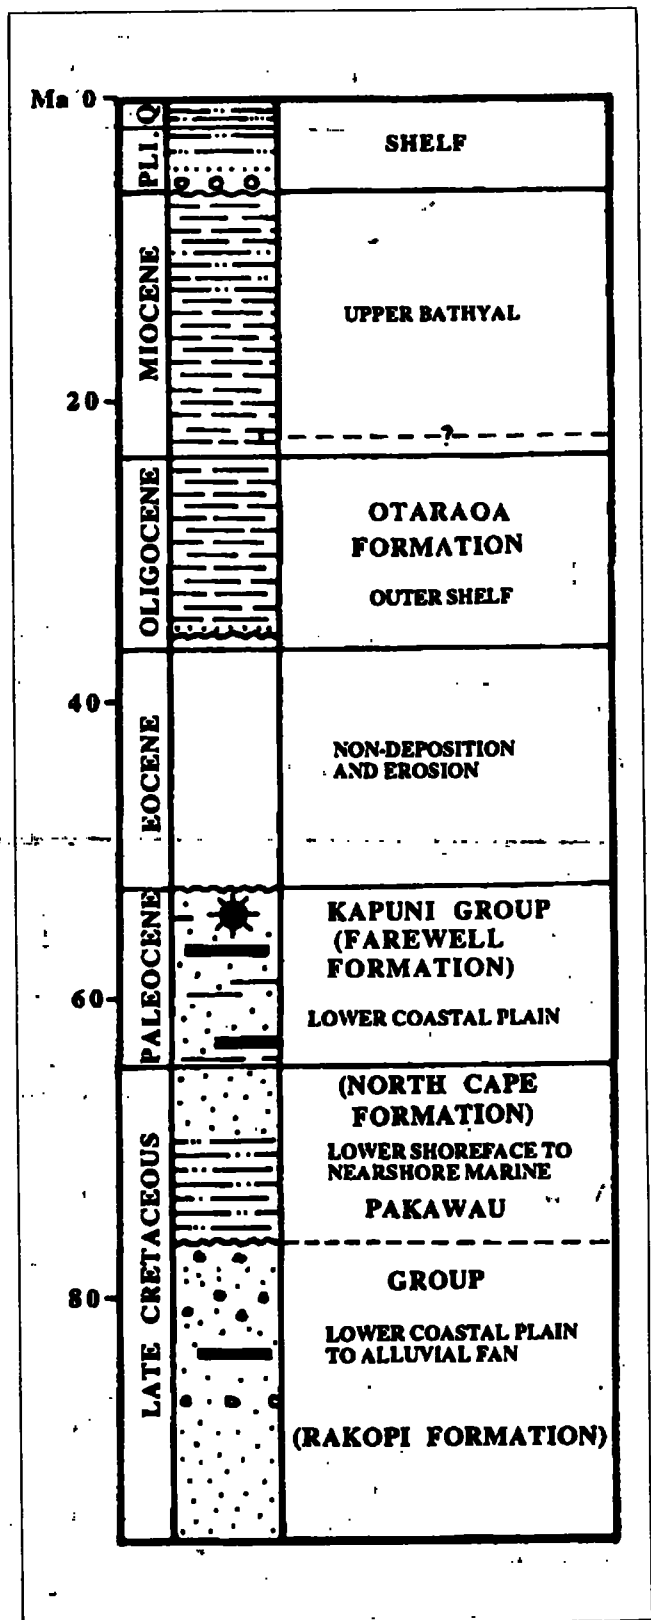 Ma 0
Q
PLI.
SHELF
MIOCENE
UPPER BATHYAL
20
?
OLIGOCENE
OTARAOA
FORMATION
OUTER SHELF
40
EOCENE
NON-DEPOSITION
AND EROSION
PALEOCENE
KAPUNI GROUP
(FAREWELL
FORMATION)
60
LOWER COASTAL PLAIN
LATE CRETACEOUS
(NORTH CAPE
FORMATION)
LOWER SHOREFACE TO
NEARSHORE MARINE
PAKAWAU
80
GROUP
LOWER COASTAL PLAIN
TO ALLUVIAL FAN
(RAKOPI FORMATION)